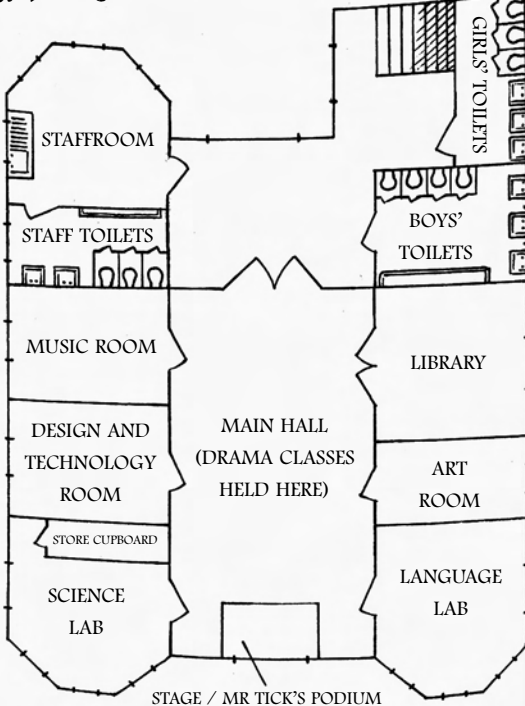 GIRLS' TOILETS
STAFFROOM
STAFF TOILETS
BOYS'
TOILETS
MUSIC ROOM
LIBRARY
DESIGN AND
TECHNOLOGY
ROOM
MAIN HALL
(DRAMA CLASSES
HELD HERE)
ART
ROOM
STORE CUPBOARD
SCIENCE
LAB
LANGUAGE
LAB
STAGE / MR TICK'S PODIUM